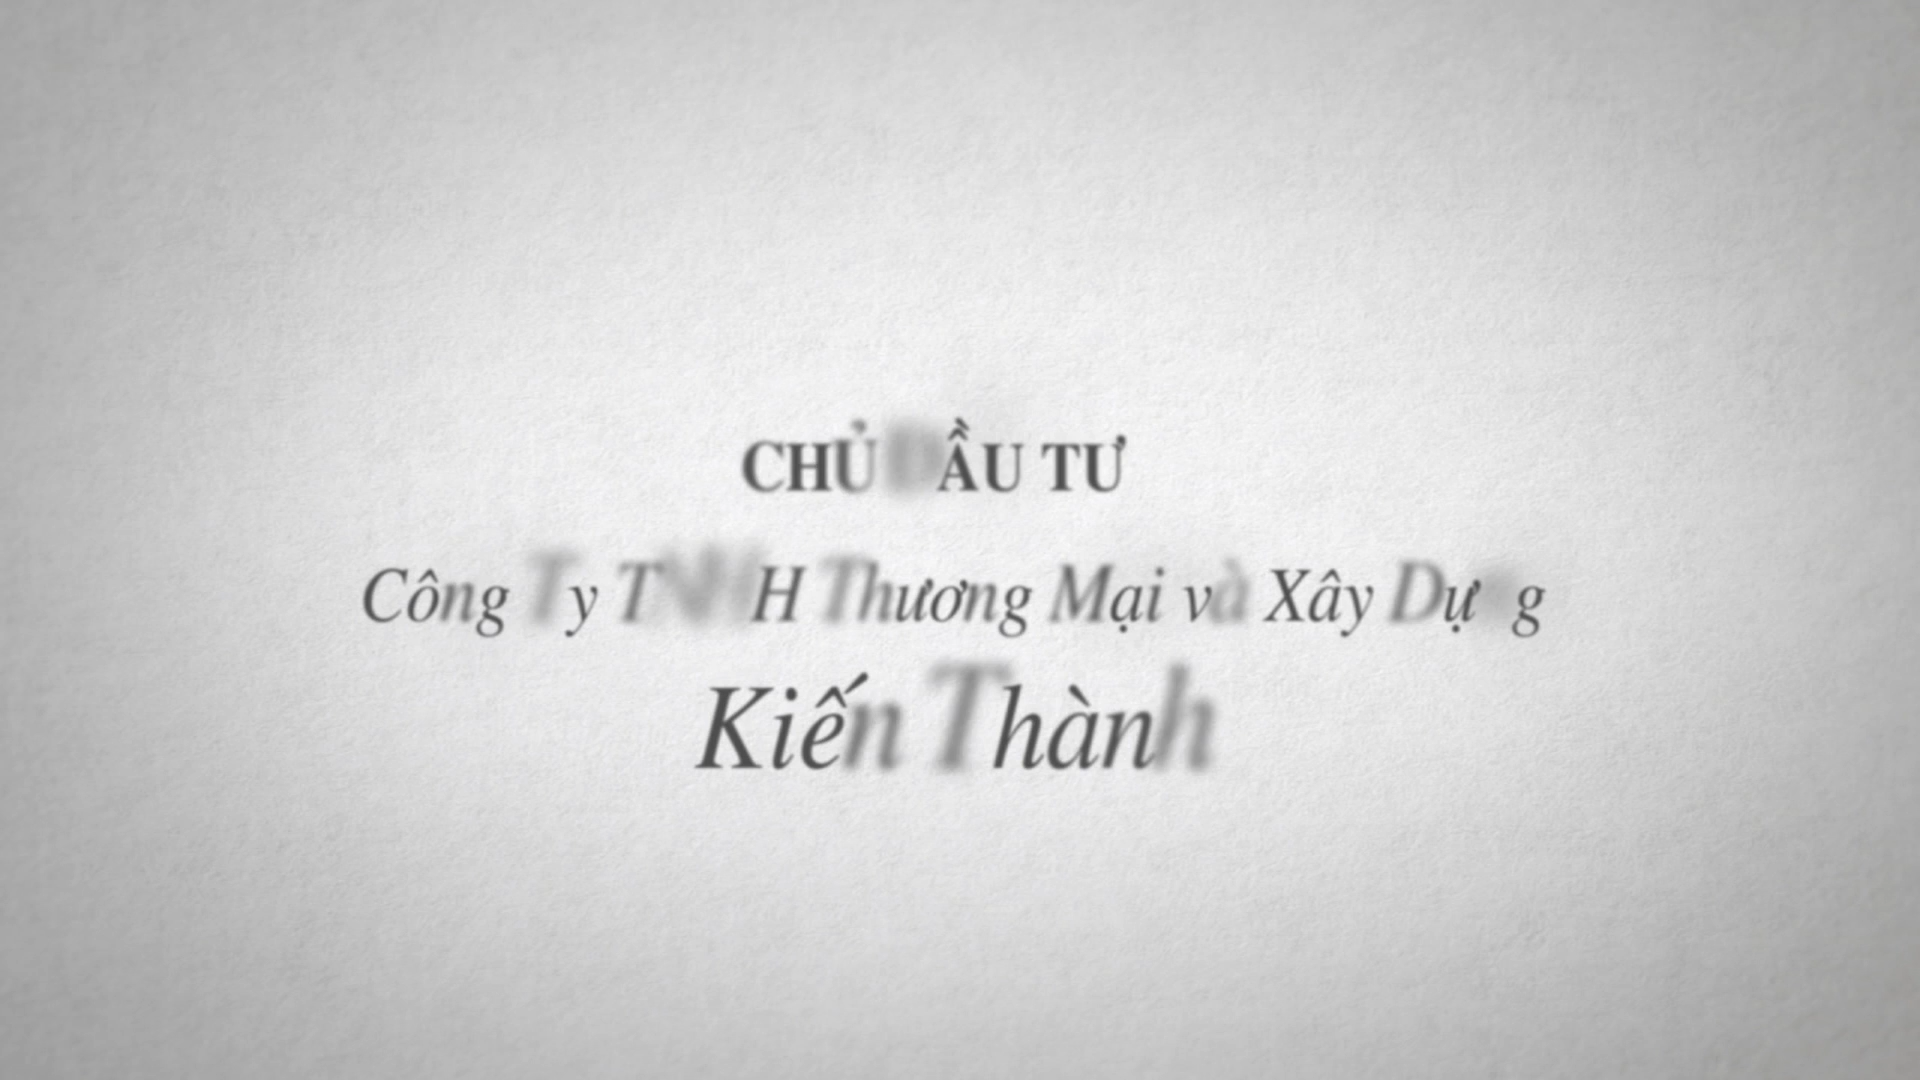 CHỦ ĐẦU TƯ
Công Ty TNHH Thương Mại và Xây Dựng
Kiến Thành